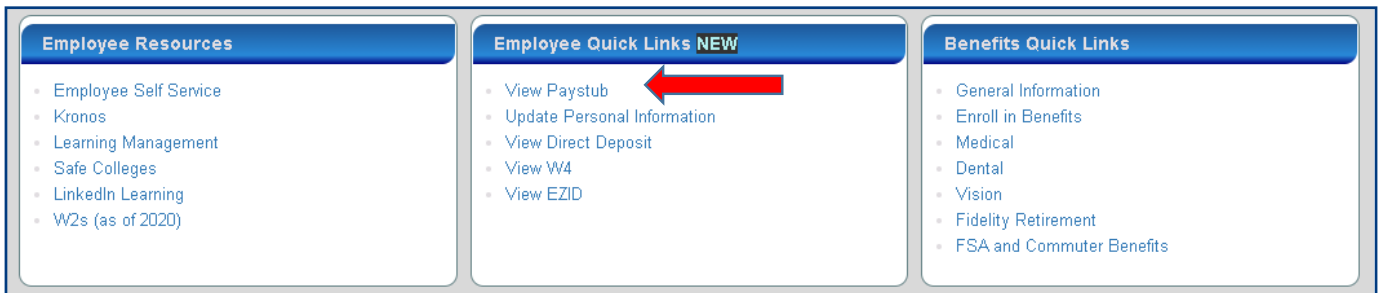 Employee Resources
Employee Self Service
Kronos
Learning Management
Safe Colleges
LinkedIn Learning
W2s (as of 2020)
Employee Quick Links NEW
View Paystub
Update Personal Information
View Direct Deposit
View W4
View EZID
Benefits Quick Links
General Information
Enroll in Benefits
Medical
Dental
Vision
Fidelity Retirement
FSA and Commuter Benefits